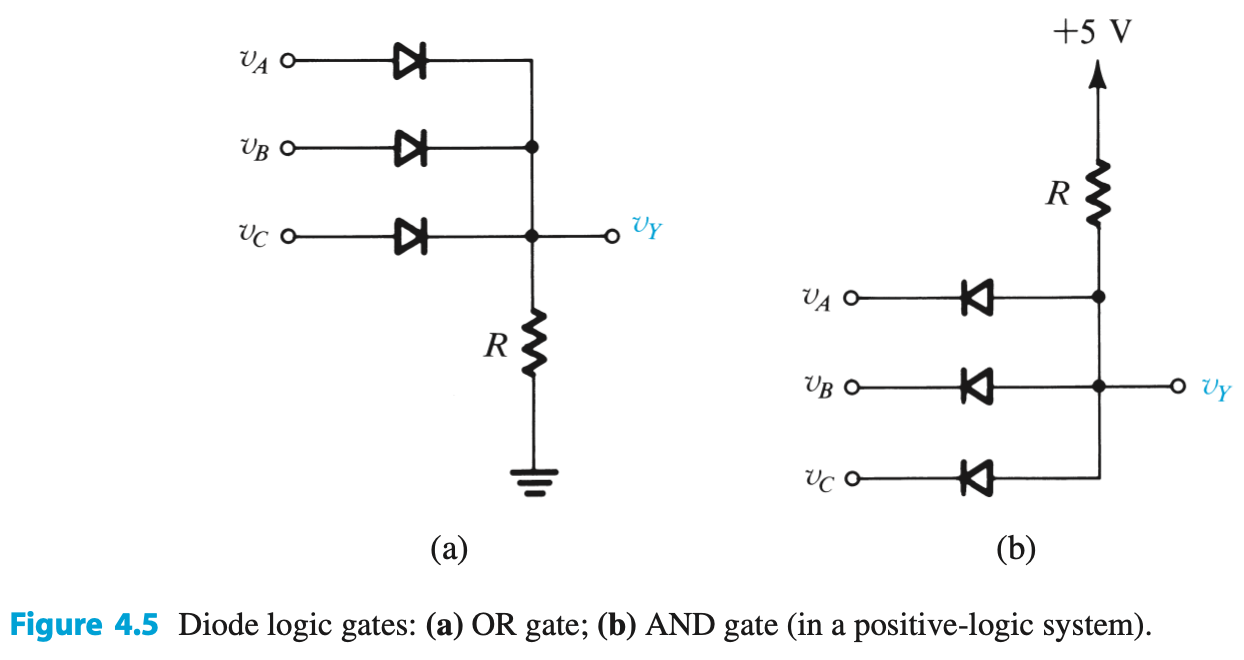 v_A
v_B
v_C
v_Y
R
(a)
+5 V
R
v_A
v_B
v_Y
v_C
(b)
Figure 4.5 Diode logic gates: (a) OR gate; (b) AND gate (in a positive-logic system).